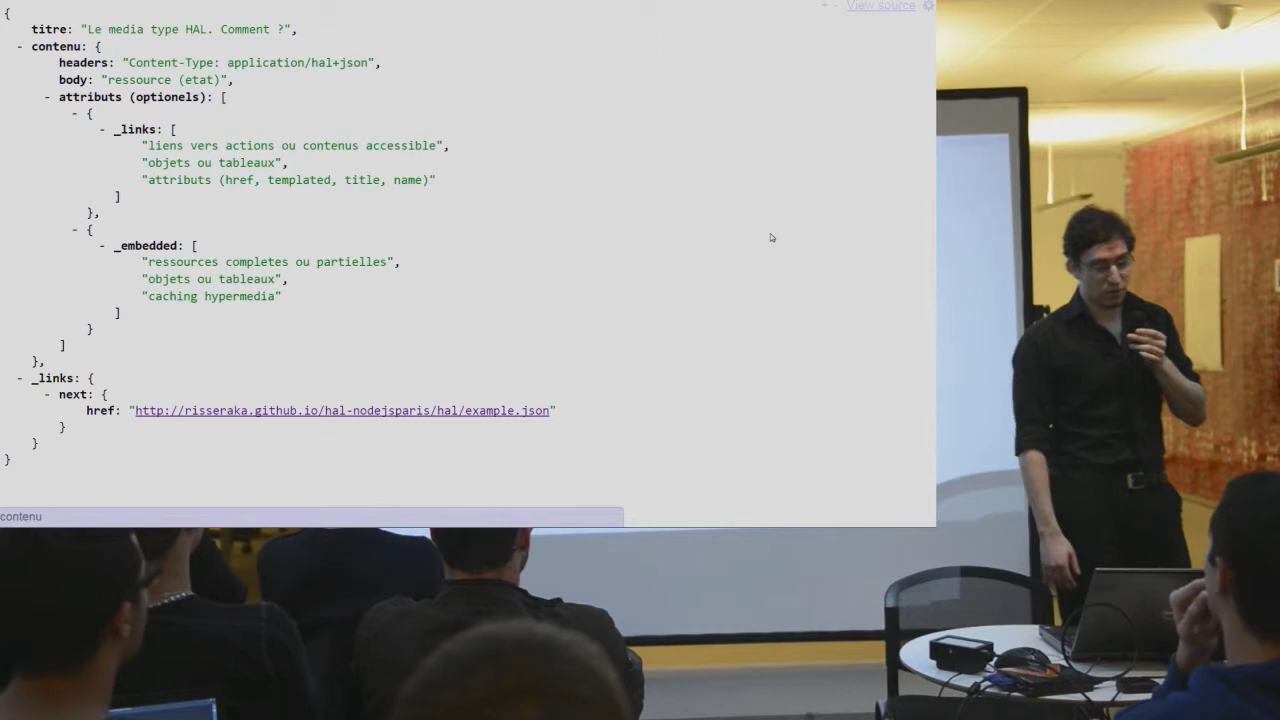 View source
{
titre: "Le media type HAL. Comment ?",
- contenu: {
headers: "Content-Type: application/hal+json",
body: "ressource (etat)",
- attributs (optionels): [
- {
- _links: [
"liens vers actions ou contenus accessible",
"objets ou tableaux",
"attributs (href, templated, title, name)"
]
},
- {
- _embedded: [
"ressources completes ou partielles",
"objets ou tableaux",
"caching hypermedia"
]
}
]
},
- _links: {
- next: {
href: "http://risseraka.github.io/hal-nodejsparis/hal/example.json"
}
}
}
contenu